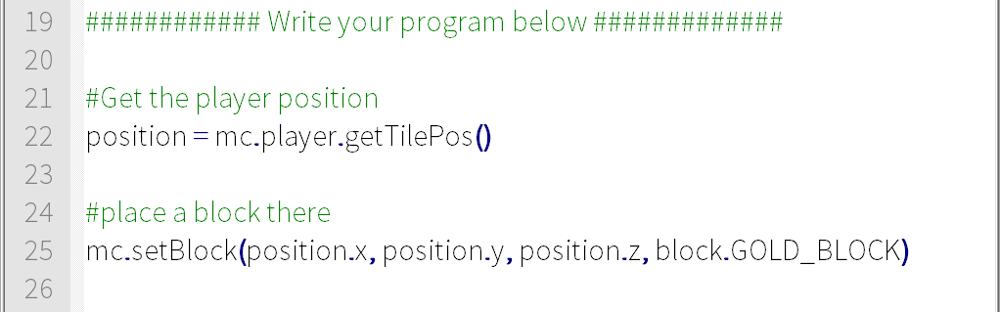 19 ############ Write your program below #############
20
21 #Get the player position
22 position = mc.player.getTilePos()
23
24 #place a block there
25 mc.setBlock(position.x, position.y, position.z, block.GOLD_BLOCK)
26